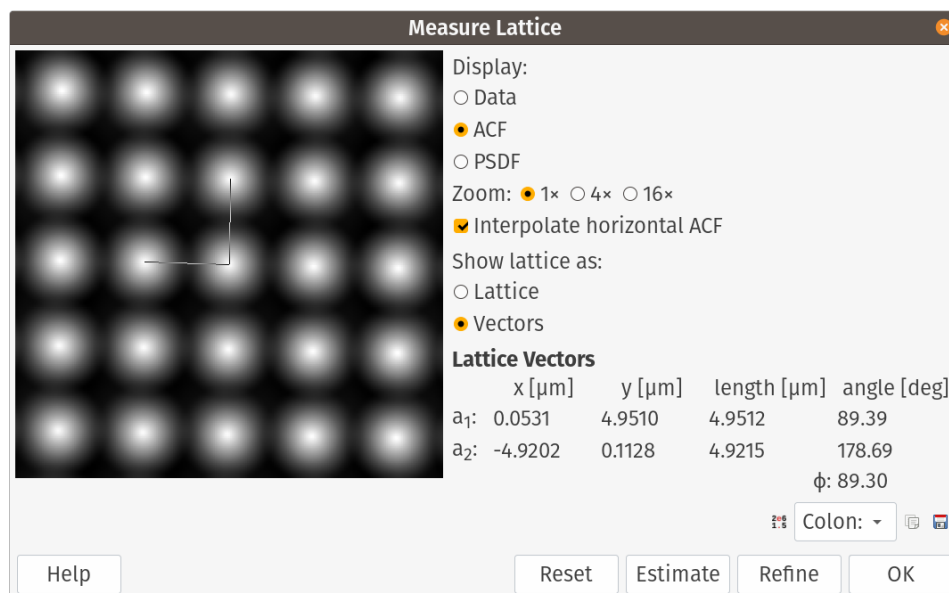 Measure Lattice
Display:
Data
ACF
PSDF
Zoom: 1× 4× 16×
Interpolate horizontal ACF
Show lattice as:
Lattice
Vectors
Lattice Vectors
x [µm] y [µm] length [µm] angle [deg]
a₁: 0.0531 4.9510 4.9512 89.39
a₂: -4.9202 0.1128 4.9215 178.69
ϕ: 89.30
Colon:
Help Reset Estimate Refine OK